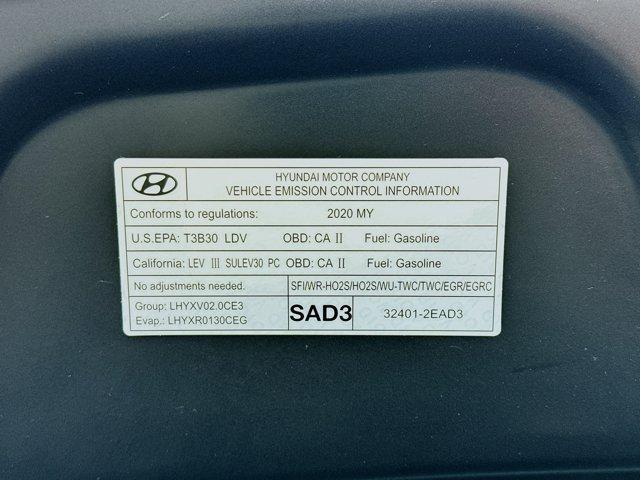 HYUNDAI MOTOR COMPANY
VEHICLE EMISSION CONTROL INFORMATION
Conforms to regulations: 2020 MY
U.S.EPA: T3B30 LDV OBD: CA II Fuel: Gasoline
California: LEV III SULEV30 PC OBD: CA II Fuel: Gasoline
No adjustments needed. SFI/WR-HO2S/HO2S/WU-TWC/TWC/EGR/EGRC
Group: LHYXV02.0CE3
Evap.: LHYXR0130CEG
SAD3
32401-2EAD3